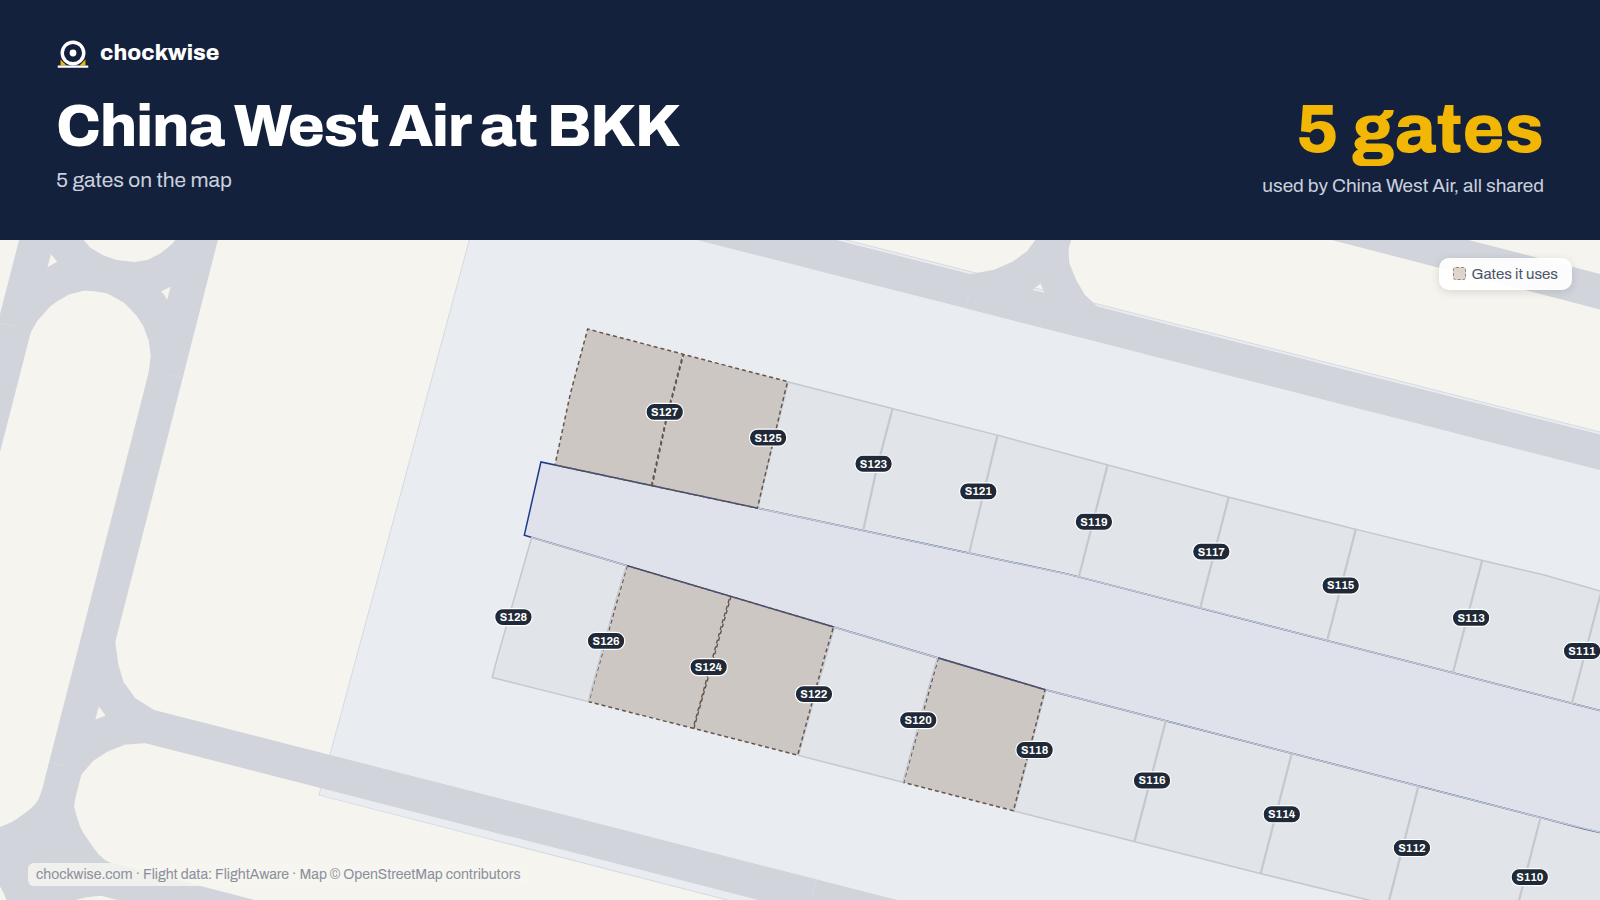 chockwise
China West Air at BKK
5 gates on the map
5 gates
used by China West Air, all shared
Gates it uses
S127
S125
S123
S121
S119
S117
S115
S113
S111
S128
S126
S124
S122
S120
S118
S116
S114
S112
S110
chockwise.com · Flight data: FlightAware · Map © OpenStreetMap contributors